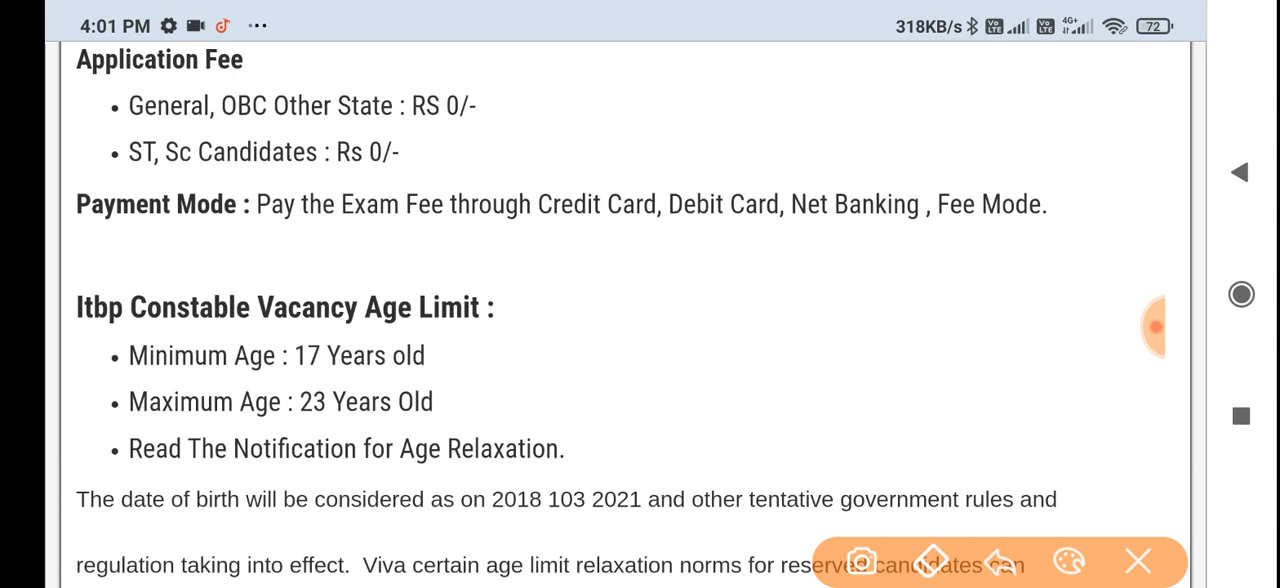 4:01 PM
318KB/s 4G+ 72
Application Fee
• General, OBC Other State : RS 0/-
• ST, Sc Candidates : Rs 0/-
Payment Mode : Pay the Exam Fee through Credit Card, Debit Card, Net Banking , Fee Mode.
Itbp Constable Vacancy Age Limit :
• Minimum Age : 17 Years old
• Maximum Age : 23 Years Old
• Read The Notification for Age Relaxation.
The date of birth will be considered as on 2018 103 2021 and other tentative government rules and
regulation taking into effect. Viva certain age limit relaxation norms for reserved candidates can